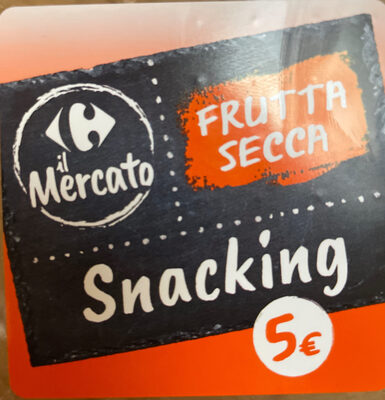 il
Mercato
FRUTTA
SECCA
Snacking
5€